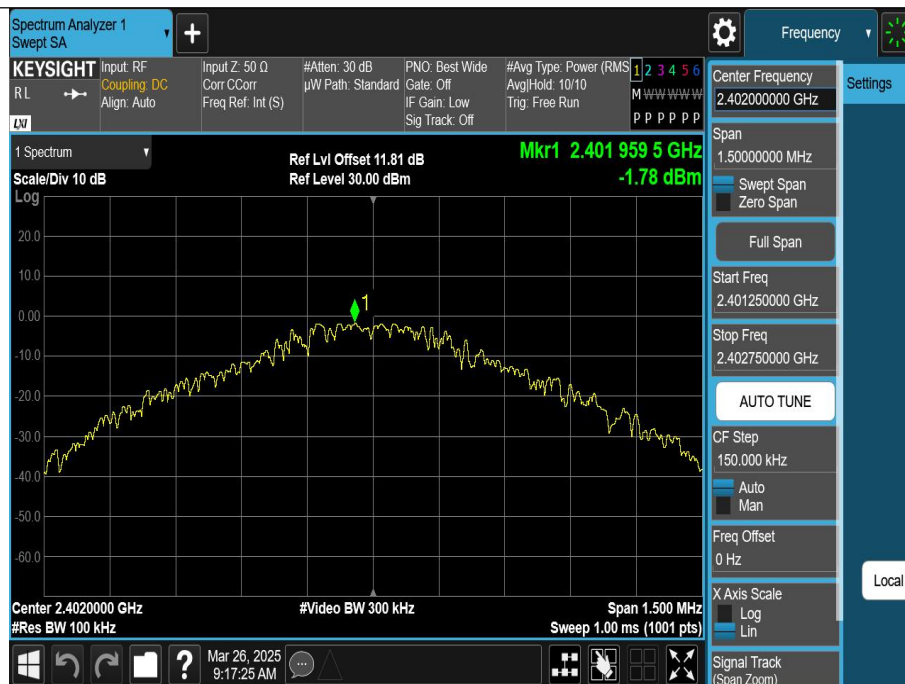 Spectrum Analyzer 1
Swept SA
Frequency
KEYSIGHT
RL
LXI
Input: RF
Coupling: DC
Align: Auto
Input Z: 50 Ω
Corr CCorr
Freq Ref: Int (S)
#Atten: 30 dB
µW Path: Standard
PNO: Best Wide
Gate: Off
IF Gain: Low
Sig Track: Off
#Avg Type: Power (RMS
Avg|Hold: 10/10
Trig: Free Run
1 2 3 4 5 6
M W W W W W
P P P P P P
1 Spectrum
Scale/Div 10 dB
Log
Ref Lvl Offset 11.81 dB
Ref Level 30.00 dBm
Mkr1 2.401 959 5 GHz
-1.78 dBm
20.0
10.0
0.00
-10.0
-20.0
-30.0
-40.0
-50.0
-60.0
1
Center 2.4020000 GHz
#Res BW 100 kHz
#Video BW 300 kHz
Span 1.500 MHz
Sweep 1.00 ms (1001 pts)
Mar 26, 2025
9:17:25 AM
?
Center Frequency
2.402000000 GHz
Span
1.50000000 MHz
Swept Span
Zero Span
Full Span
Start Freq
2.401250000 GHz
Stop Freq
2.402750000 GHz
AUTO TUNE
CF Step
150.000 kHz
Auto
Man
Freq Offset
0 Hz
X Axis Scale
Log
Lin
Signal Track
(Span Zoom)
Settings
Local